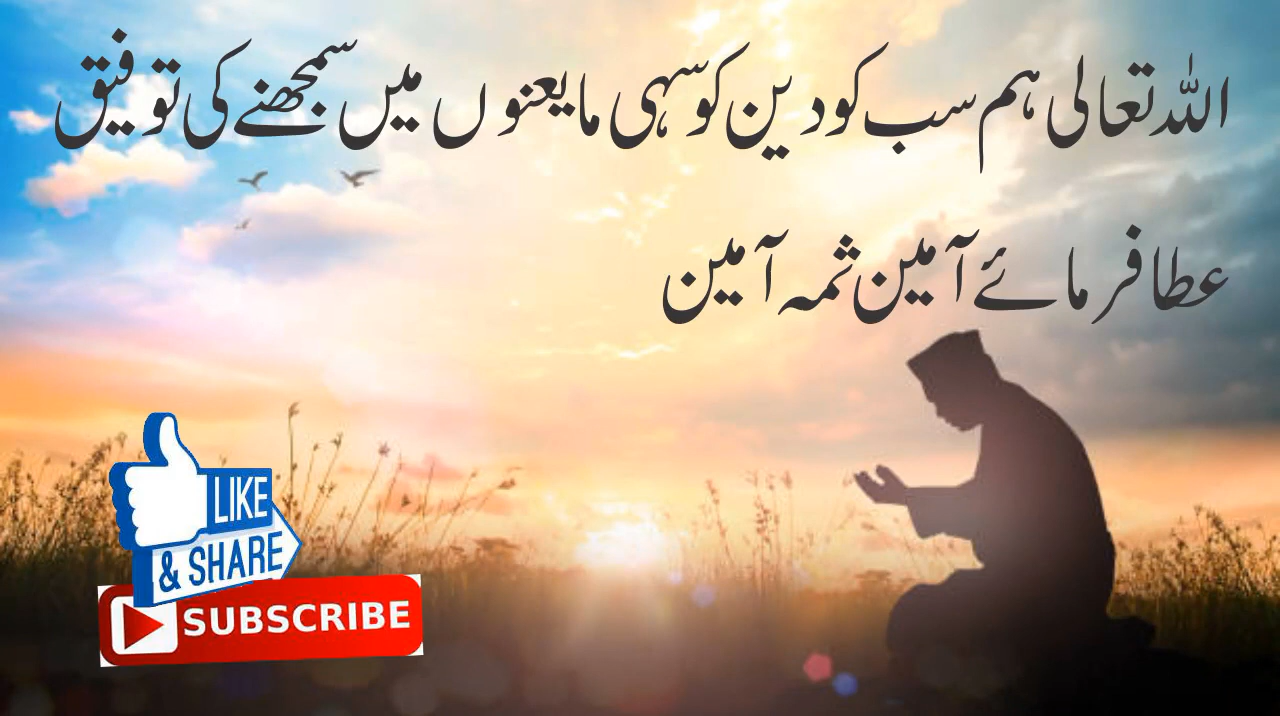 اللہ تعالی ہم سب کو دین کو سہی مایعنوں میں سمجھنے کی توفیق
عطا فرمائے آمین ثمہ آمین
LIKE
& SHARE
SUBSCRIBE